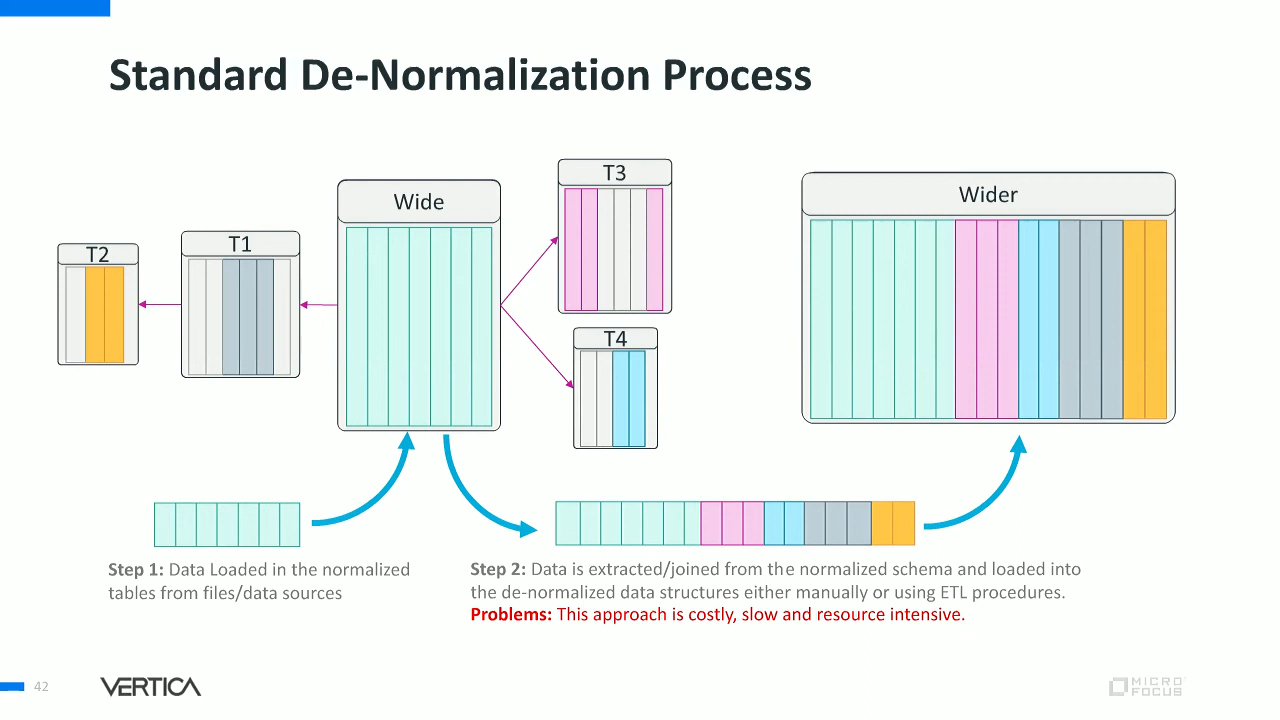 Standard De-Normalization Process
T2
T1
Wide
T3
T4
Wider
Step 1: Data Loaded in the normalized
tables from files/data sources
Step 2: Data is extracted/joined from the normalized schema and loaded into
the de-normalized data structures either manually or using ETL procedures.
Problems: This approach is costly, slow and resource intensive.
42
VERTICA
MICRO
FOCUS